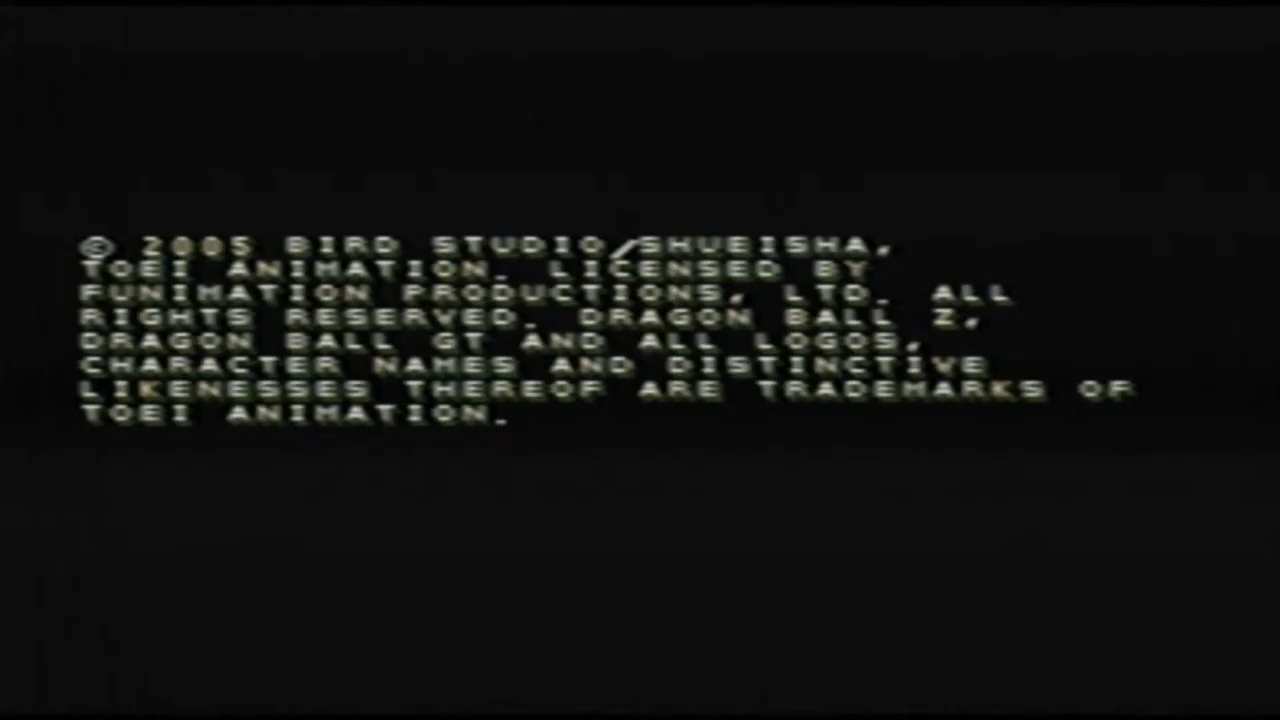 © 2005 BIRD STUDIO/SHUEISHA,
TOEI ANIMATION. LICENSED BY
FUNIMATION PRODUCTIONS, LTD. ALL
RIGHTS RESERVED. DRAGON BALL Z,
DRAGON BALL GT AND ALL LOGOS,
CHARACTER NAMES AND DISTINCTIVE
LIKENESSES THEREOF ARE TRADEMARKS OF
TOEI ANIMATION.